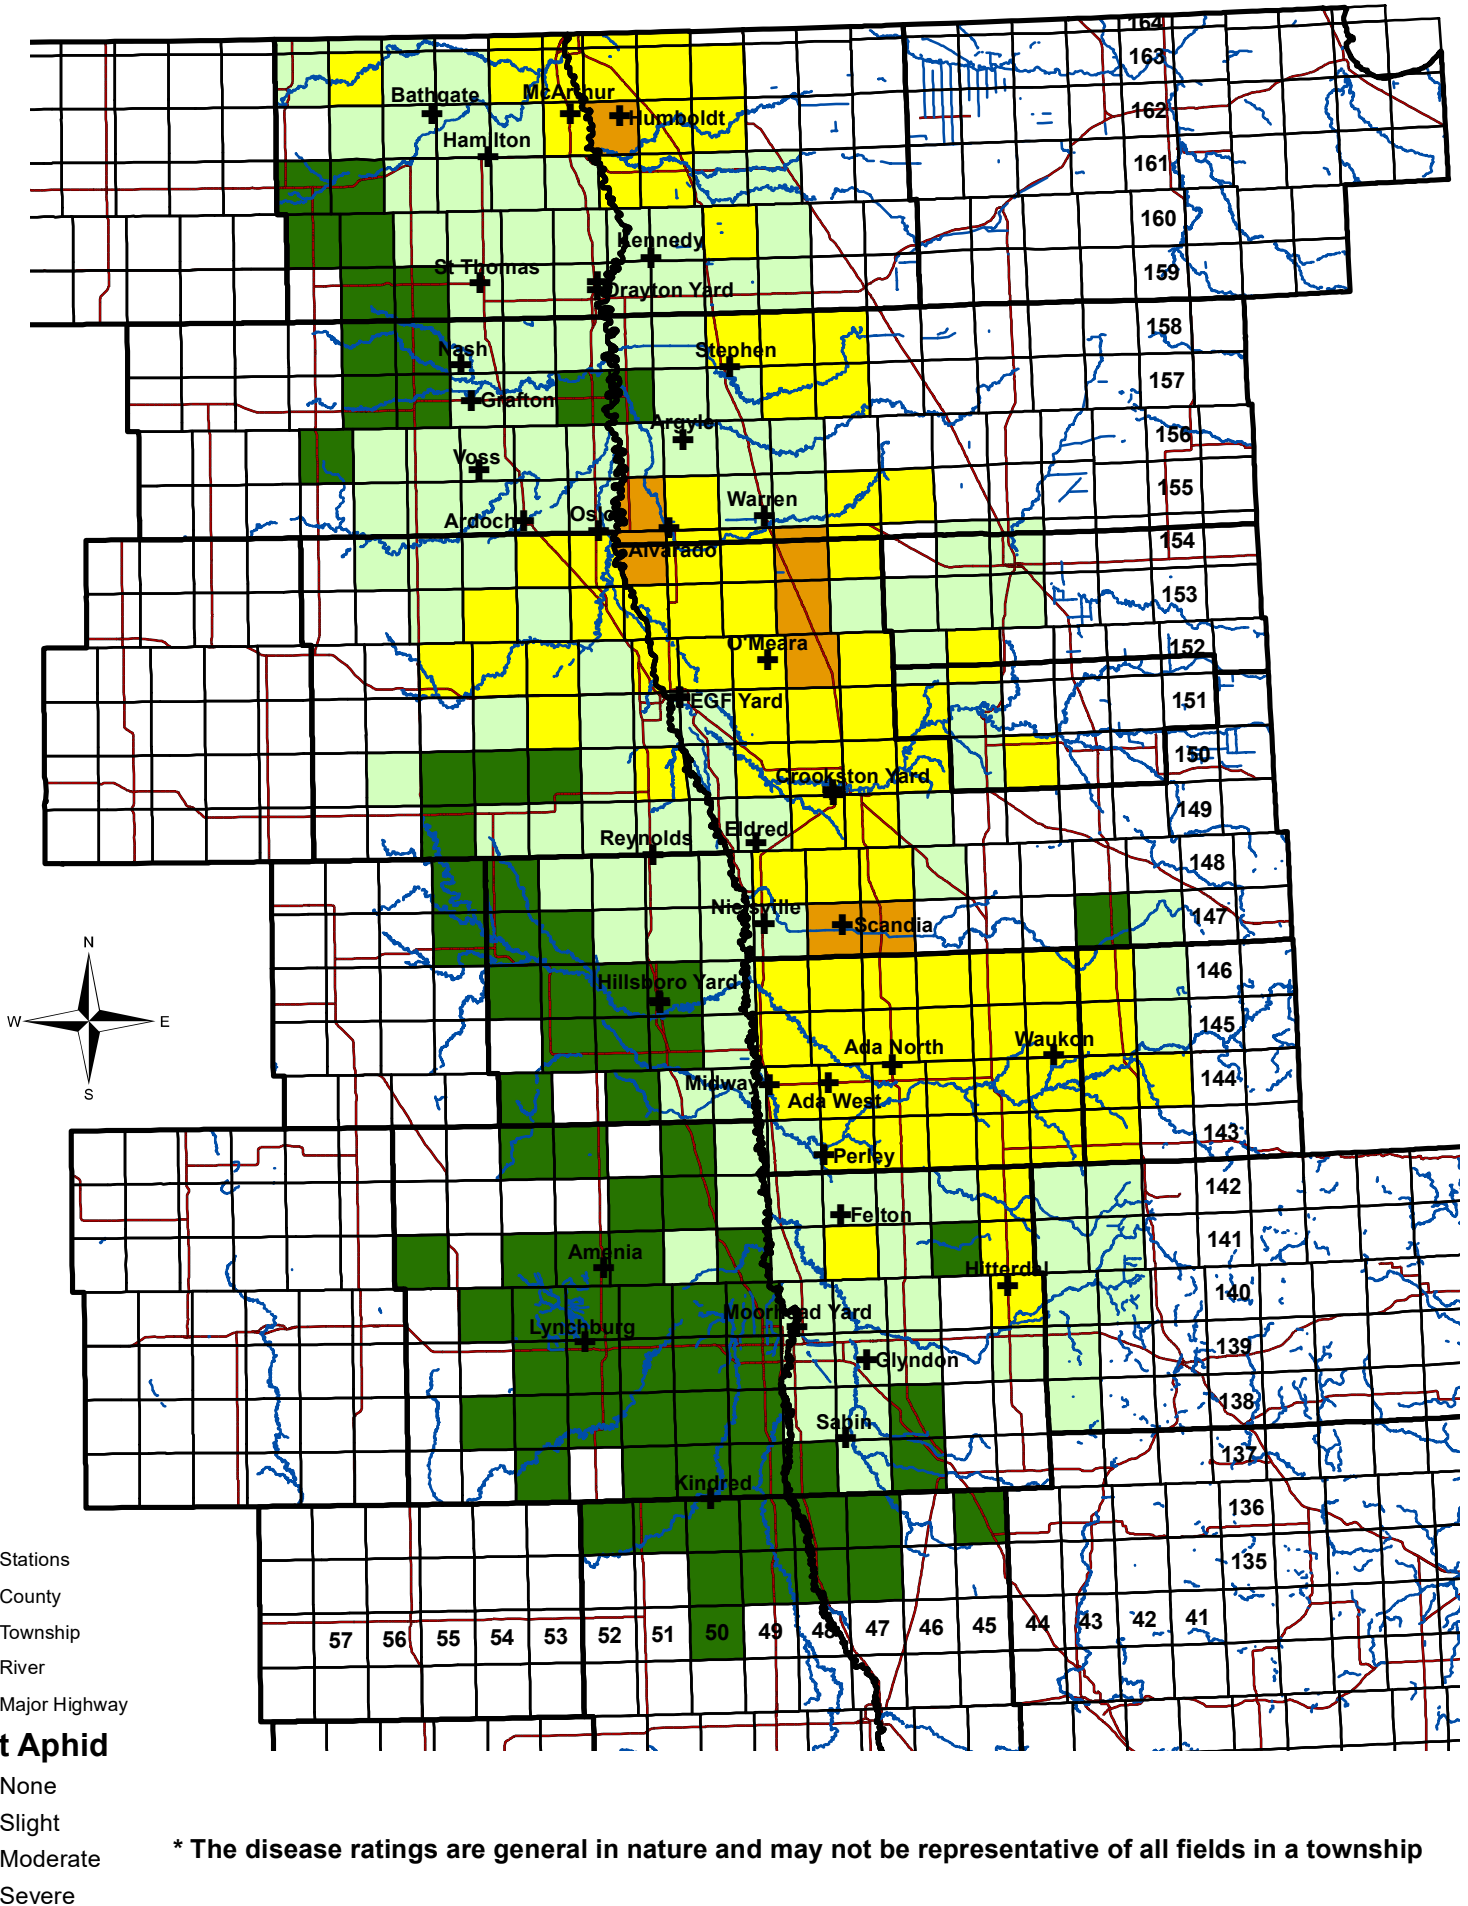 164
163
McArthur
Bathgate
162
Humboldt
Hamilton
161
160
Kennedy
St Thomas
159
Drayton Yard
158
Nash
Stephen
157
Grafton
Argyle
156
Voss
155
Warren
Oslo
Ardoch
154
Alvarado
153
O'Meara
152
EGF Yard
151
150
Crookston Yard
149
Eldred
Reynolds
148
Nielsville
147
Scandia
N
146
Hillsboro Yard
W
E
145
Waukon
Ada North
144
Midway
S
Ada West
143
Perley
142
Felton
141
Amenia
Hitterdal
140
Moorhead Yard
Lynchburg
139
Glyndon
138
Sabin
137
Kindred
136
Stations
135
County
57 56 55 54 53 52 51 50 49 48 47 46 45 44 43 42 41
Township
River
Major Highway
t Aphid
None
Slight
* The disease ratings are general in nature and may not be representative of all fields in a township
Moderate
Severe